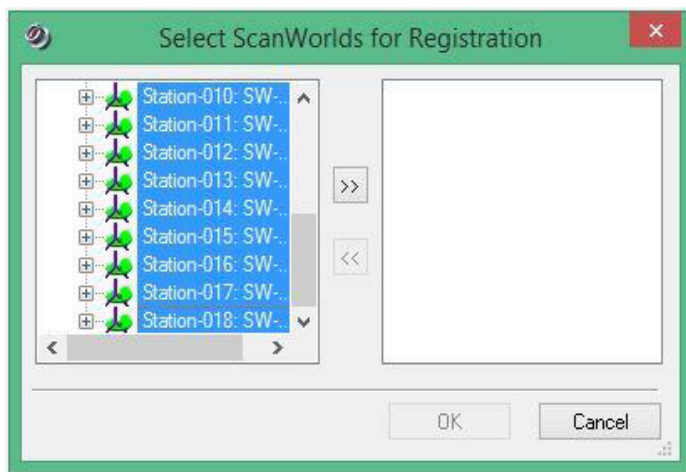 Select ScanWorlds for Registration
Station-010: SW-...
Station-011: SW-...
Station-012: SW-...
Station-013: SW-...
Station-014: SW-...
Station-015: SW-...
Station-016: SW-...
Station-017: SW-...
Station-018: SW-...
>>
<<
OK
Cancel